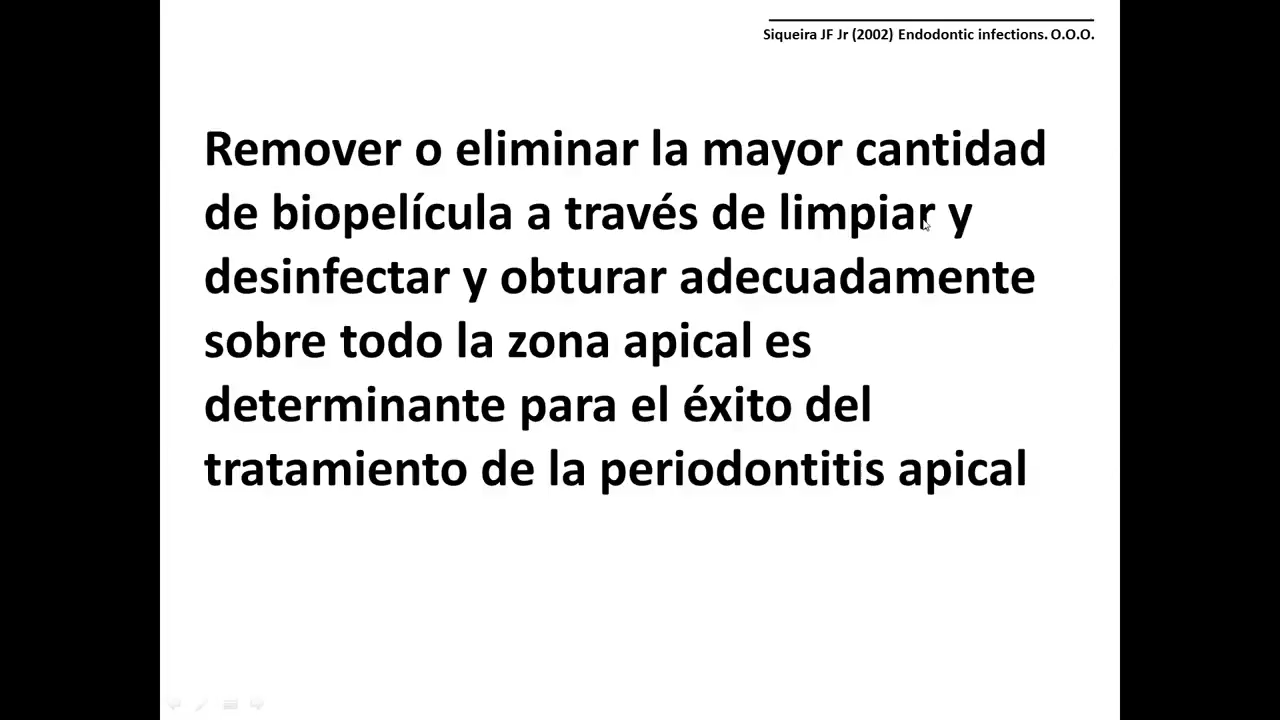 Siqueira JF Jr (2002) Endodontic infections. O.O.O.
Remover o eliminar la mayor cantidad
de biopelícula a través de limpiar y
desinfectar y obturar adecuadamente
sobre todo la zona apical es
determinante para el éxito del
tratamiento de la periodontitis apical